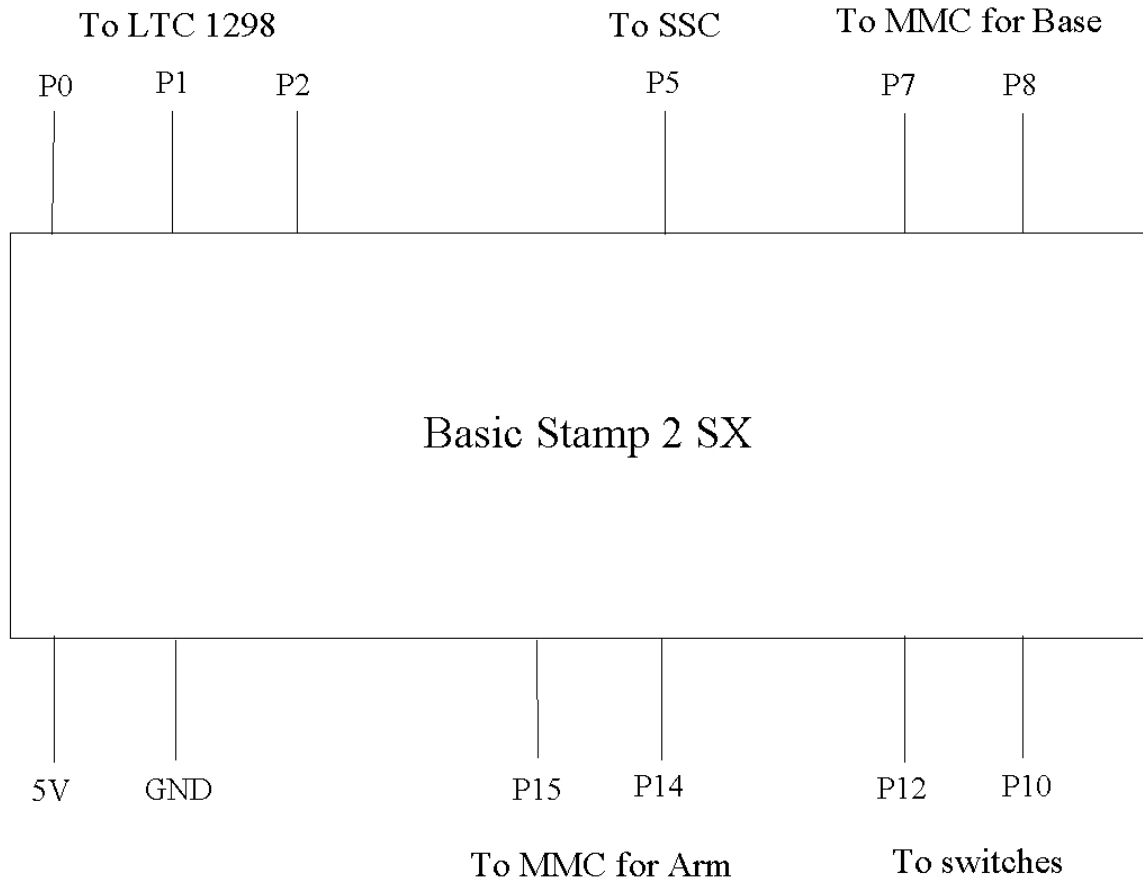 To LTC 1298 To SSC To MMC for Base
P0 P1 P2 P5 P7 P8
Basic Stamp 2 SX
5V GND P15 P14 P12 P10
To MMC for Arm To switches